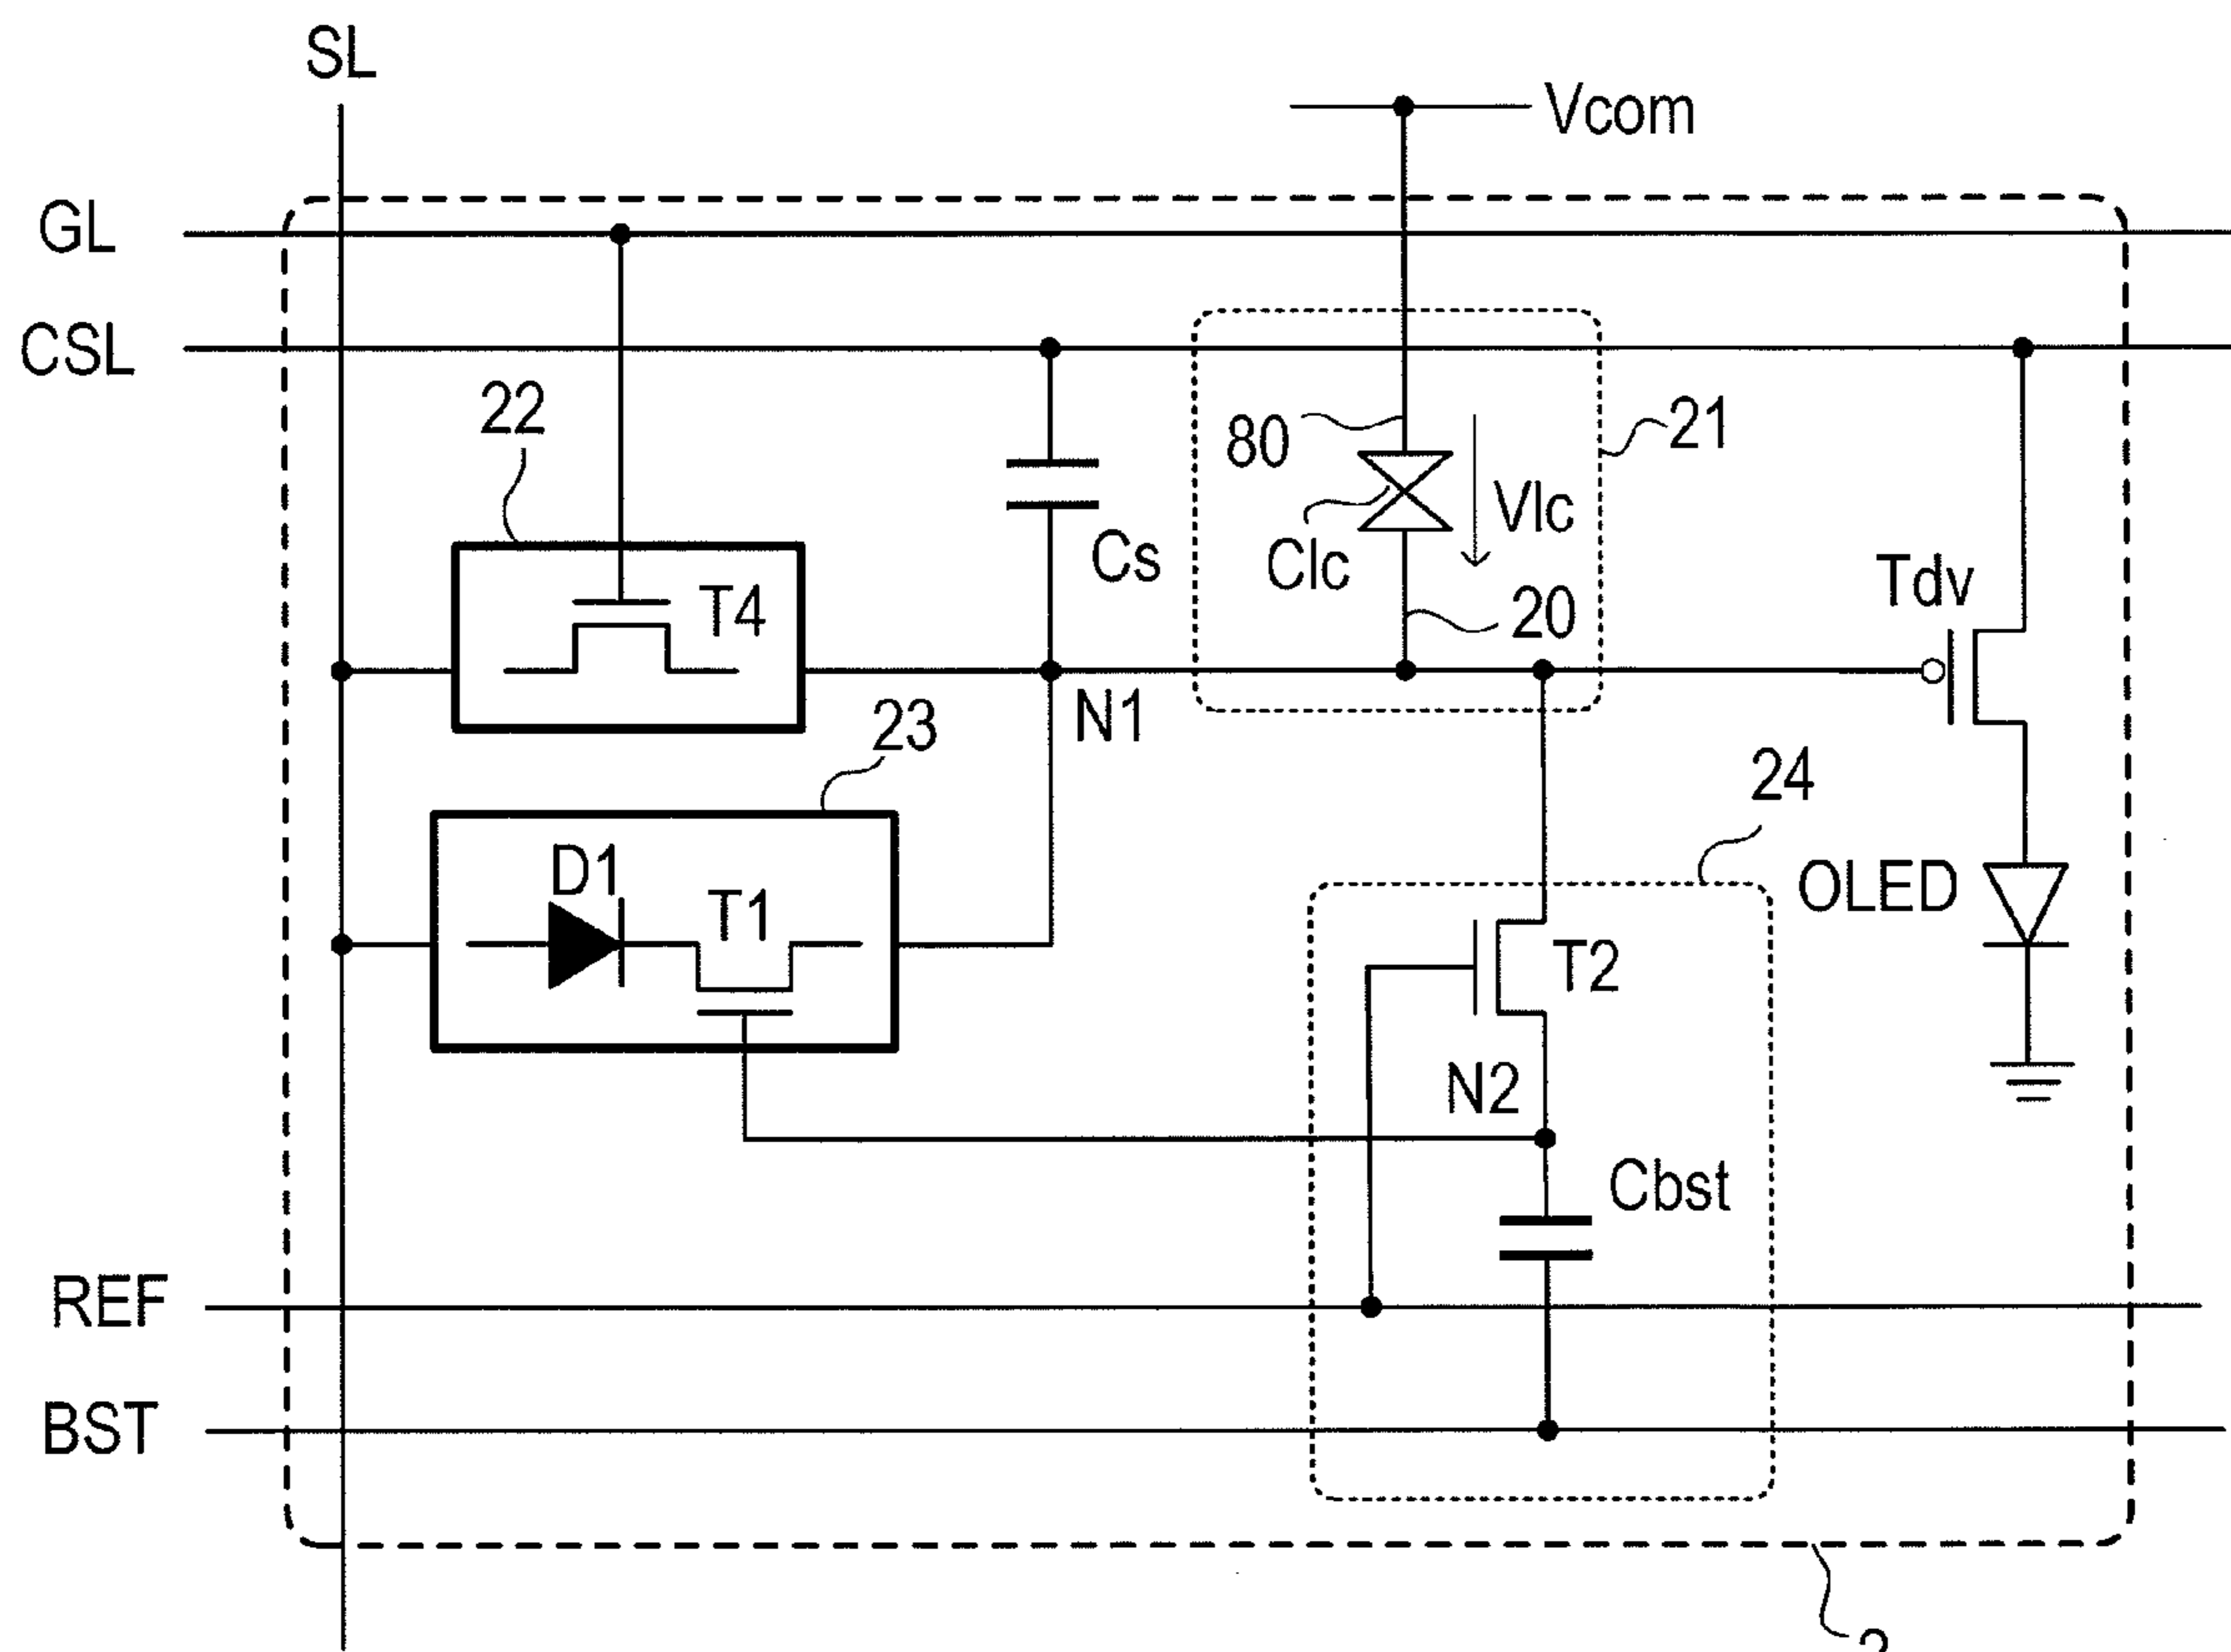 SL
Vcom
GL
CSL
22
80
21
Clc
Vlc
Cs
T4
20
Tdv
N1
23
24
D1
T1
OLED
T2
N2
Cbst
REF
BST